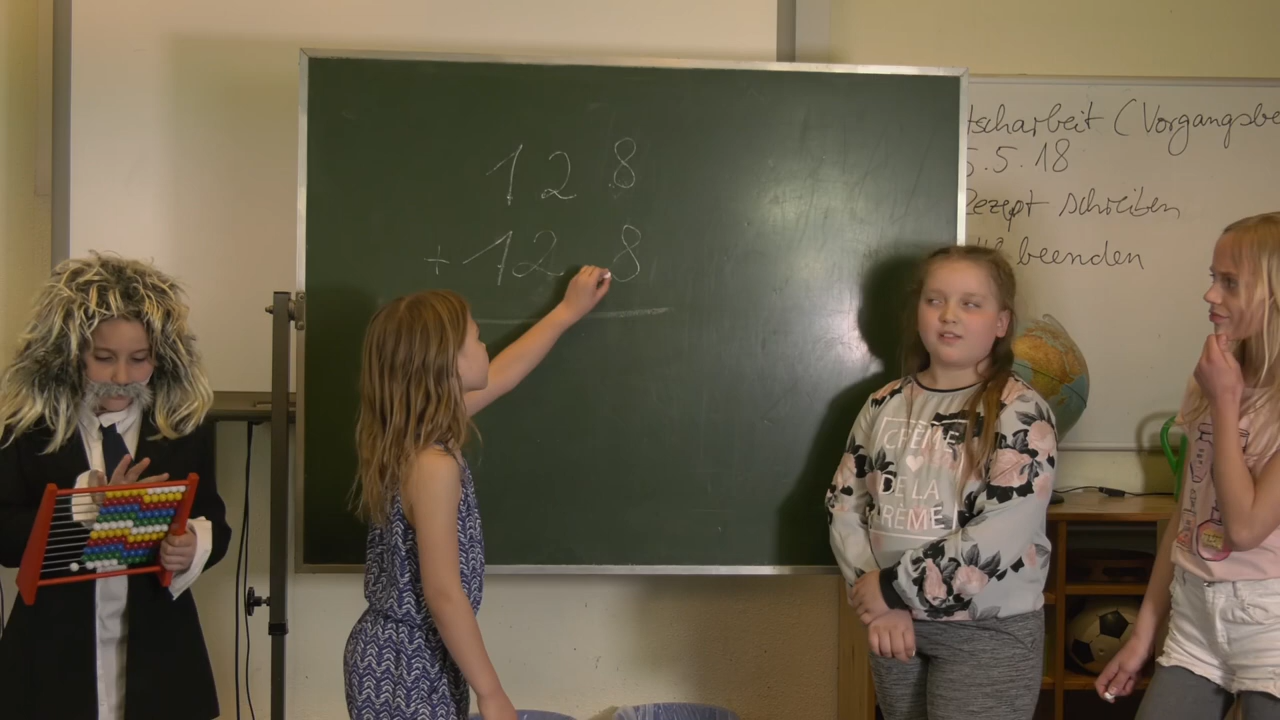 128
+ 128
tscharbeit (Vorgangsbe
5.5.18
Rezept schreiben
beenden
CRÈME
DE LA
CRÈME